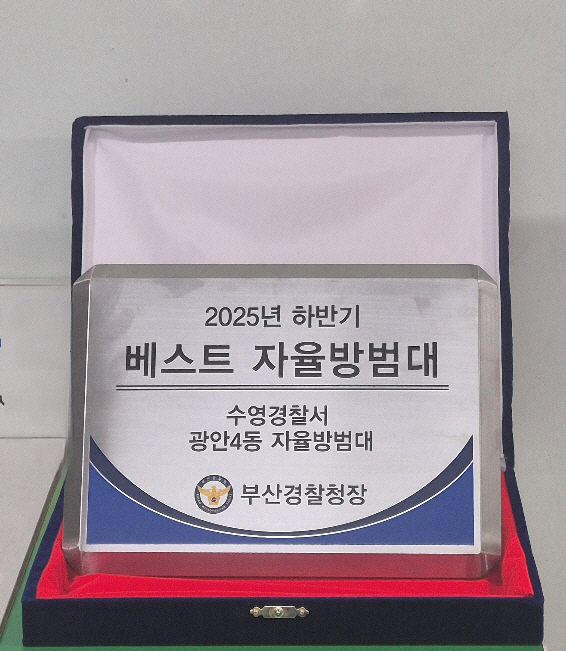 2025년 하반기
베스트 자율방범대
수영경찰서
광안4동 자율방범대
부산경찰청장